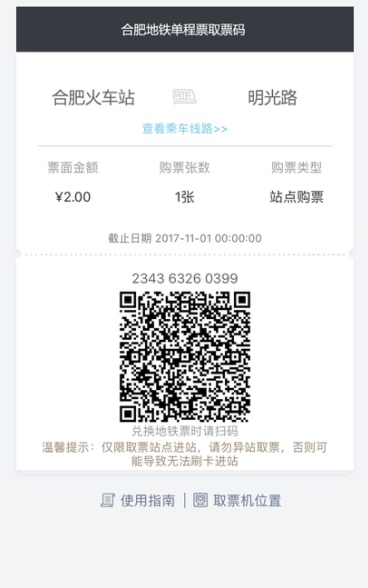 合肥地铁单程票取票码
合肥火车站 明光路
查看乘车线路>>
票面金额 购票张数 购票类型
¥2.00 1张 站点购票
截止日期 2017-11-01 00:00:00
2343 6326 0399
兑换地铁票时请扫码
温馨提示：仅限取票站点进站，请勿异站取票，否则可
能导致无法刷卡进站
使用指南 | 取票机位置